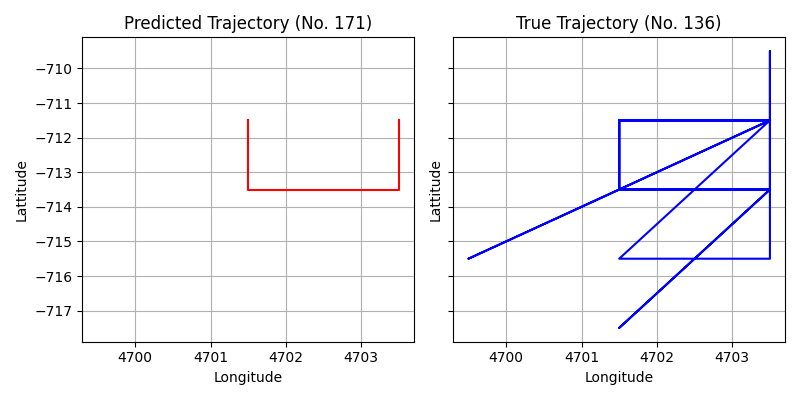 Predicted Trajectory (No. 171)
True Trajectory (No. 136)
−710
−711
−712
−713
−714
−715
−716
−717
Lattitude
Lattitude
4700 4701 4702 4703
4700 4701 4702 4703
Longitude
Longitude